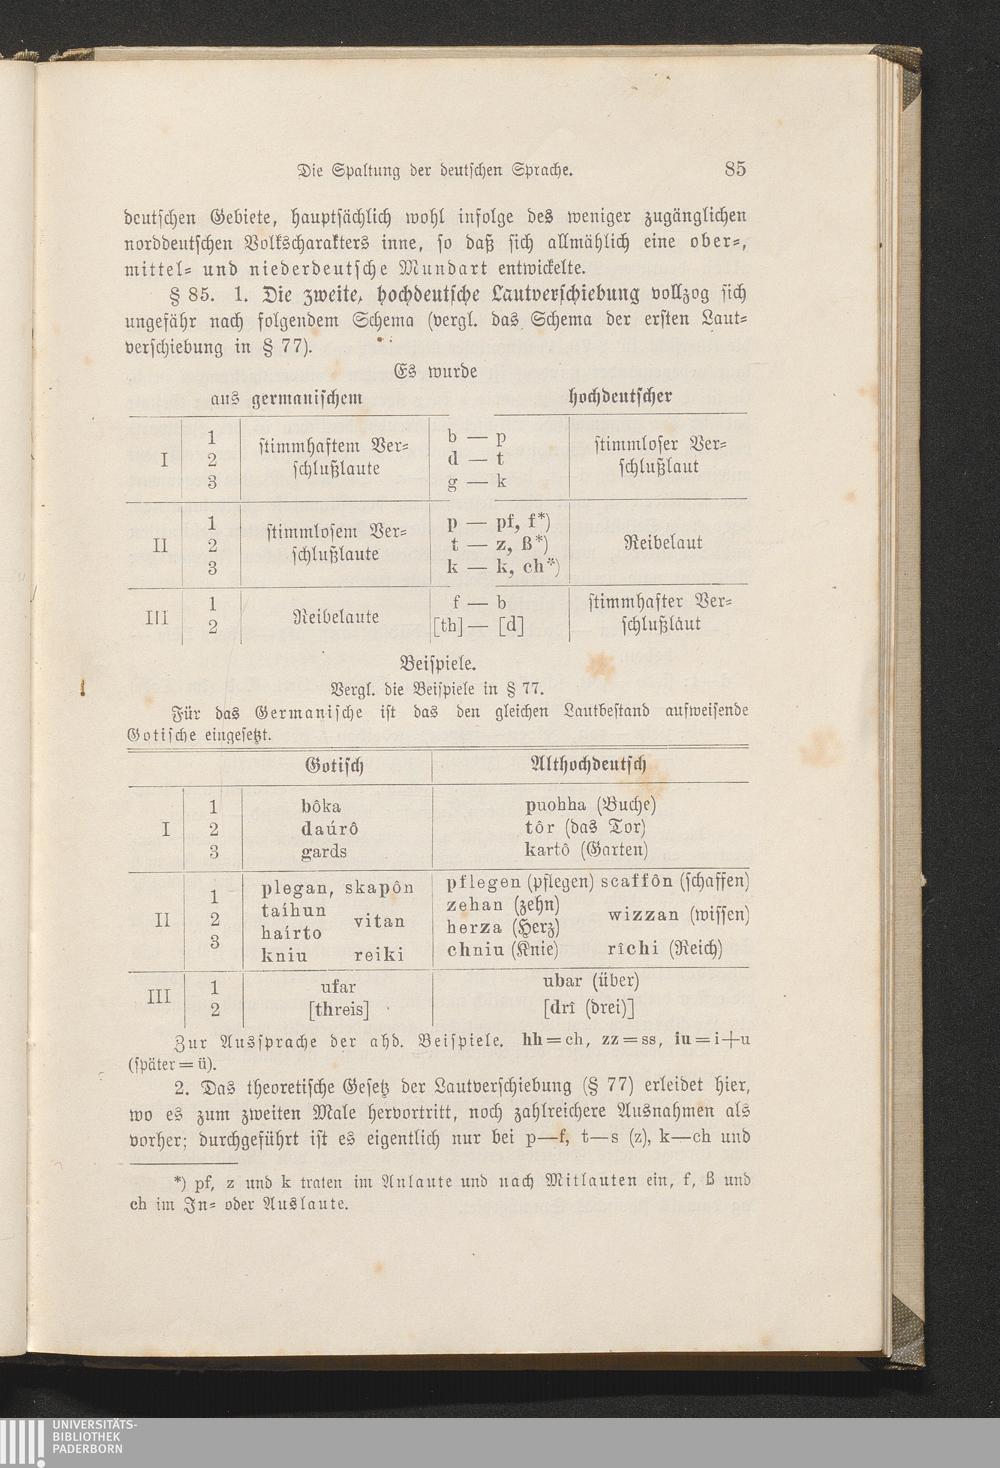 Die Spaltung der deutschen Sprache. 85
deutschen Gebiete, hauptsächlich wohl infolge des weniger zugänglichen
norddeutschen Volkscharakters inne, so daß sich allmählich eine ober-,
mittel- und niederdeutsche Mundart entwickelte.
§ 85. 1. Die zweite, hochdeutsche Lautverschiebung vollzog sich
ungefähr nach folgendem Schema (vergl. das Schema der ersten Laut-
verschiebung in § 77).
Es wurde
aus germanischem hochdeutscher
I 1 stimmhaftem Ver- b — p stimmloser Ver-
2 schlußlaute d — t schlußlaut
3 g — k
II 1 stimmlosem Ver- p — pf, f*)
2 schlußlaute t — z, ß*) Reibelaut
3 k — k, ch*)
III 1 Reibelaute f — b stimmhafter Ver-
2 [th] — [d] schlußlaut
Beispiele.
Vergl. die Beispiele in § 77.
Für das Germanische ist das den gleichen Lautbestand aufweisende
Gotische eingesetzt.
Gotisch Althochdeutsch
I 1 bôka puohha (Buche)
2 daúrô tôr (das Tor)
3 gards kartô (Garten)
II 1 plegan, skapôn pflegen (pflegen) scaffôn (schaffen)
2 taíhun vitan zehan (zehn) wizzan (wissen)
haírto herza (Herz)
3 kniu reiki chniu (Knie) rîchi (Reich)
III 1 ufar ubar (über)
2 [threis] [drî (drei)]
Zur Aussprache der ahd. Beispiele. hh = ch, zz = ss, iu = i+u
(später = ü).
2. Das theoretische Gesetz der Lautverschiebung (§ 77) erleidet hier,
wo es zum zweiten Male hervortritt, noch zahlreichere Ausnahmen als
vorher; durchgeführt ist es eigentlich nur bei p—f, t—s (z), k—ch und
*) pf, z und k traten im Anlaute und nach Mitlauten ein, f, ß und
ch im In- oder Auslaute.
UNIVERSITÄTS-
BIBLIOTHEK
PADERBORN